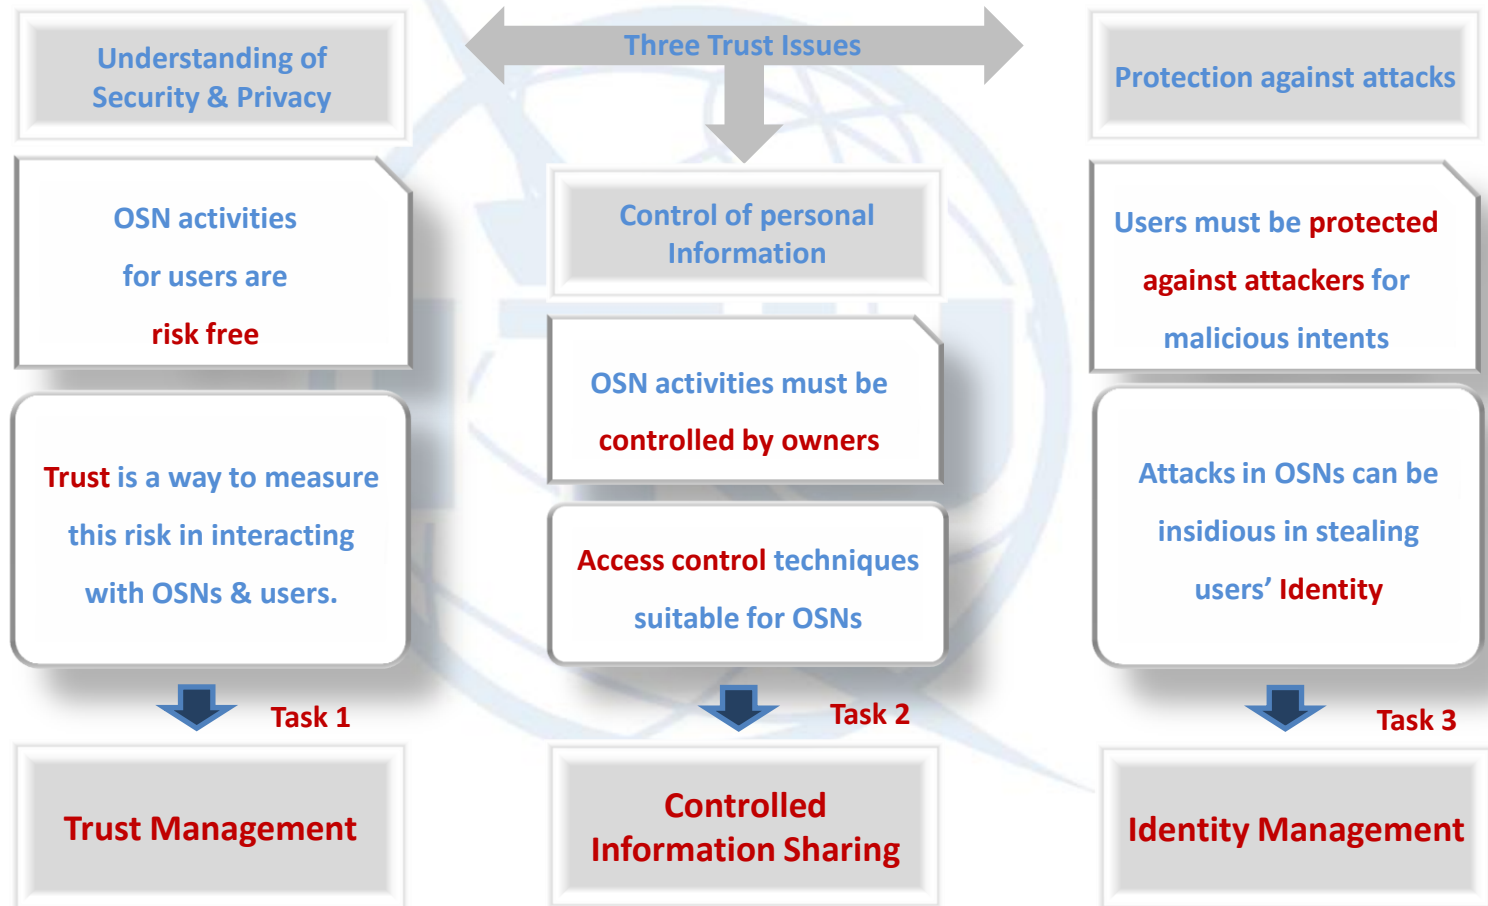 Three Trust Issues
Understanding of
Security & Privacy
OSN activities
for users are
risk free
Trust is a way to measure
this risk in interacting
with OSNs & users.
Task 1
Trust Management
Control of personal
Information
OSN activities must be
controlled by owners
Access control techniques
suitable for OSNs
Task 2
Controlled
Information Sharing
Protection against attacks
Users must be protected
against attackers for
malicious intents
Attacks in OSNs can be
insidious in stealing
users’ Identity
Task 3
Identity Management
ITU